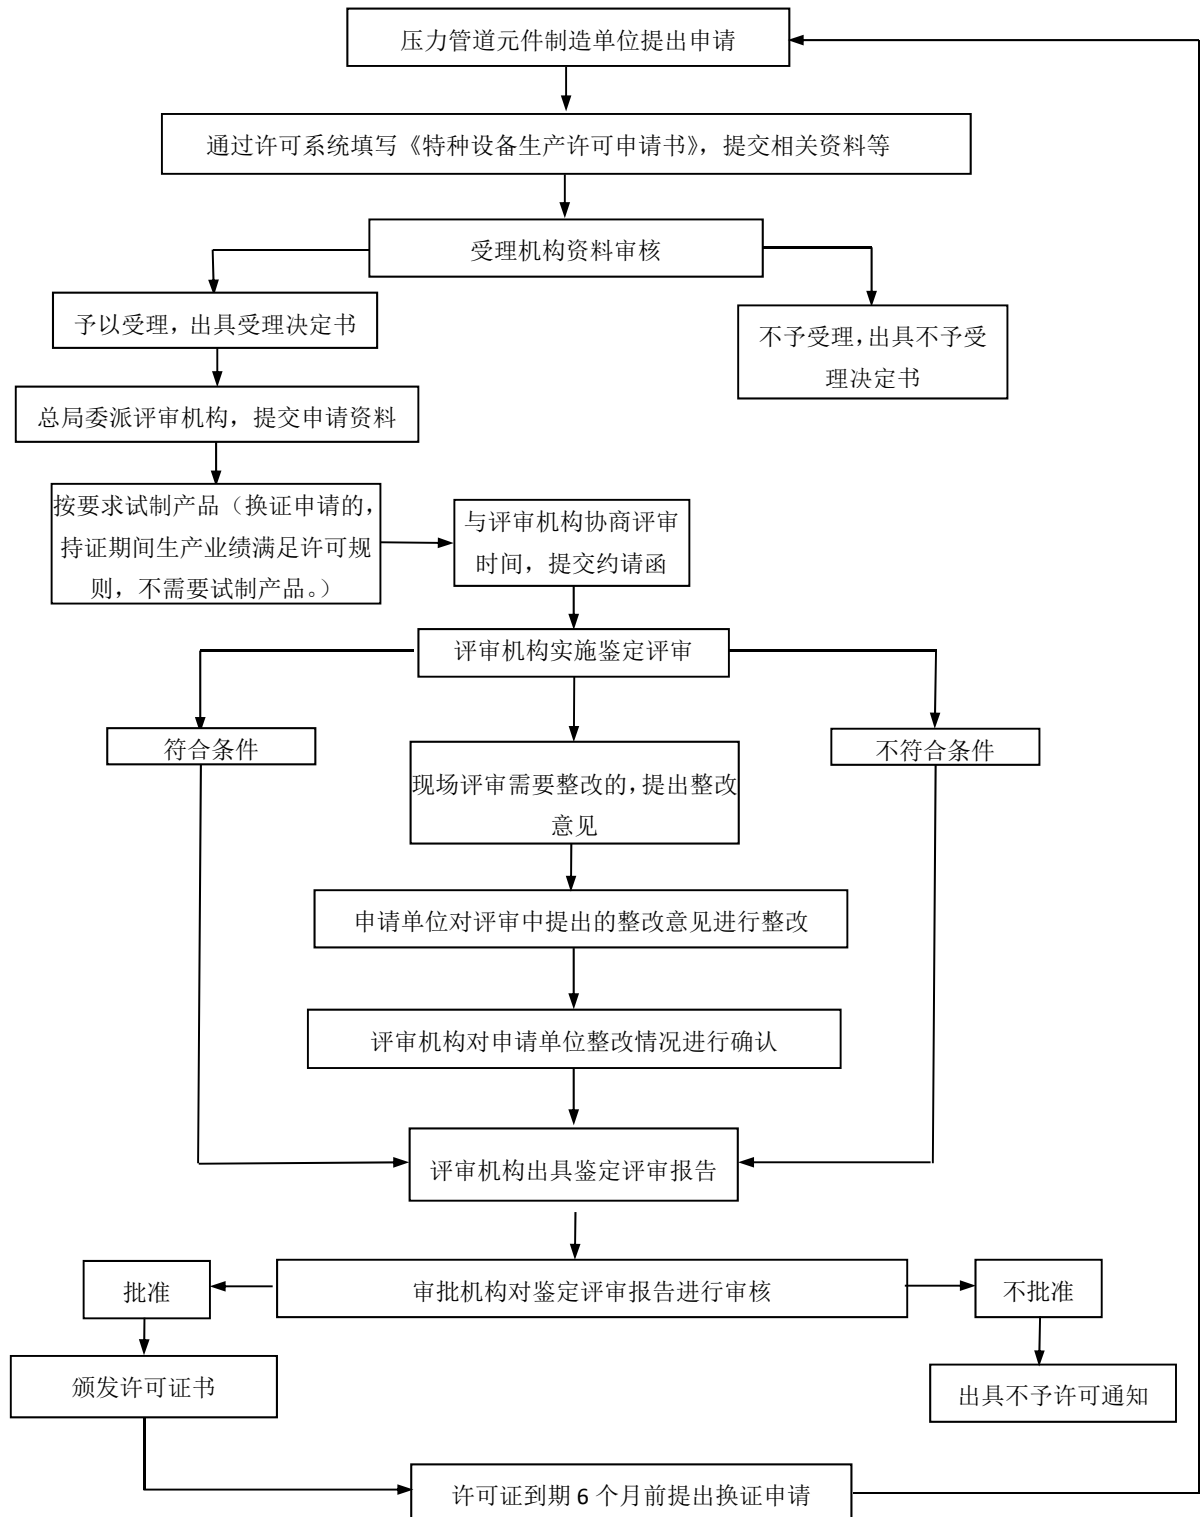 压力管道元件制造单位提出申请
通过许可系统填写《特种设备生产许可申请书》，提交相关资料等
受理机构资料审核
予以受理，出具受理决定书
不予受理，出具不予受
理决定书
总局委派评审机构，提交申请资料
按要求试制产品（换证申请的，
持证期间生产业绩满足许可规
则，不需要试制产品。）
与评审机构协商评审
时间，提交约请函
评审机构实施鉴定评审
符合条件
现场评审需要整改的，提出整改
意见
不符合条件
申请单位对评审中提出的整改意见进行整改
评审机构对申请单位整改情况进行确认
评审机构出具鉴定评审报告
批准
审批机构对鉴定评审报告进行审核
不批准
颁发许可证书
出具不予许可通知
许可证到期 6 个月前提出换证申请